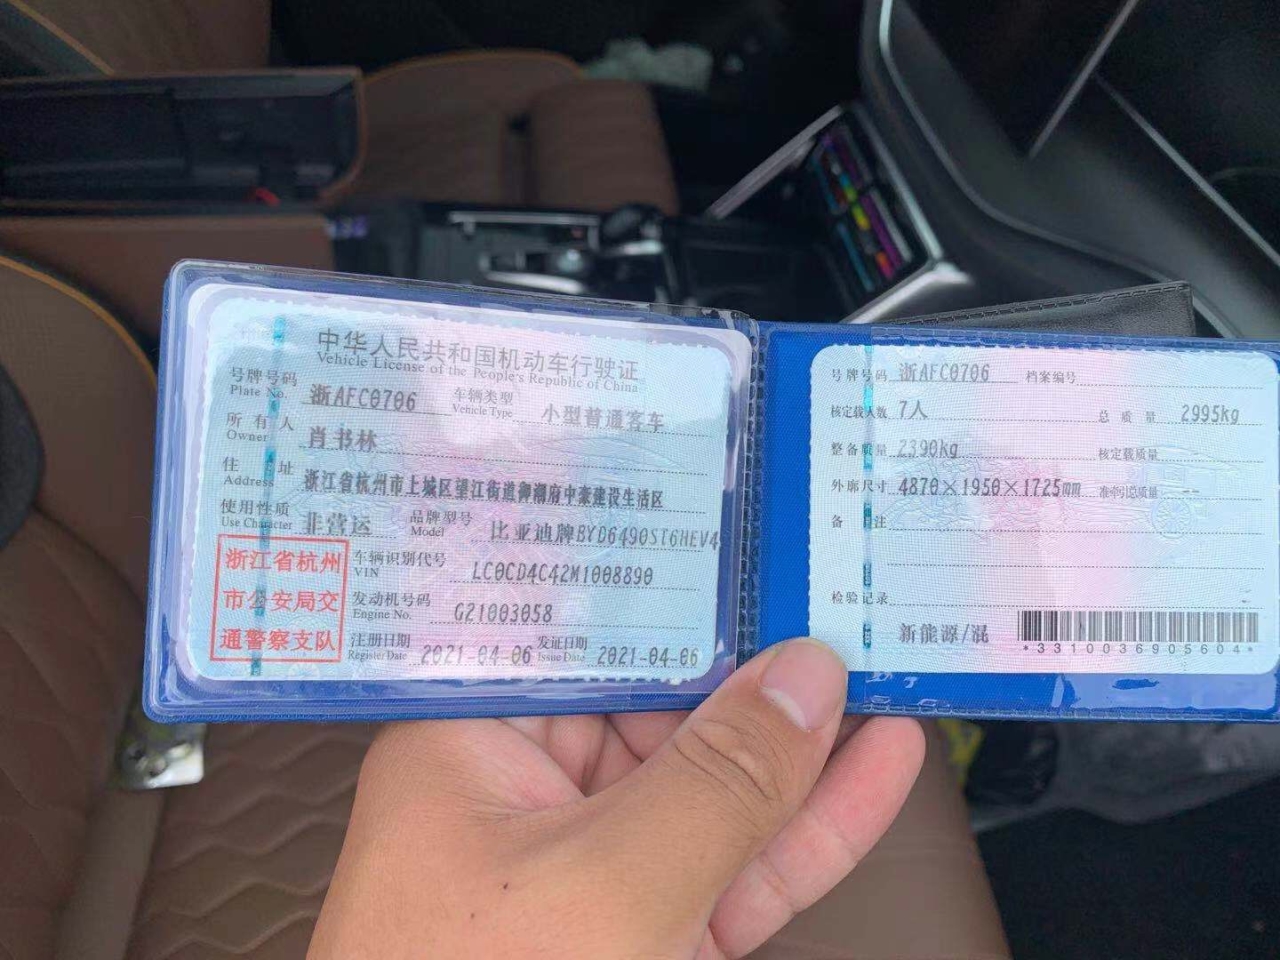 中华人民共和国机动车行驶证
Vehicle License of the People's Republic of China
号牌号码 浙AFC0706 车辆类型 小型普通客车
Plate No. Vehicle Type
所有人 肖书林
Owner
住址 浙江省杭州市上城区望江街道御湖府中豪建设生活区
Address
使用性质 非营运 品牌型号 比亚迪牌BYD6490ST6HEV4
Use Character Model
浙江省杭州
市公安局交
通警察支队
车辆识别代号 LC0CD4C42M1008890
VIN
发动机号码 G21003058
Engine No.
注册日期 2021-04-06 发证日期 2021-04-06
Register Date Issue Date
号牌号码 浙AFC0706 档案编号
核定载人数 7人 总质量 2995kg
整备质量 2390kg 核定载质量 --
外廓尺寸 4870×1950×1725mm 准牵引总质量 --
备注
检验记录
新能源/混
*3310036905604*